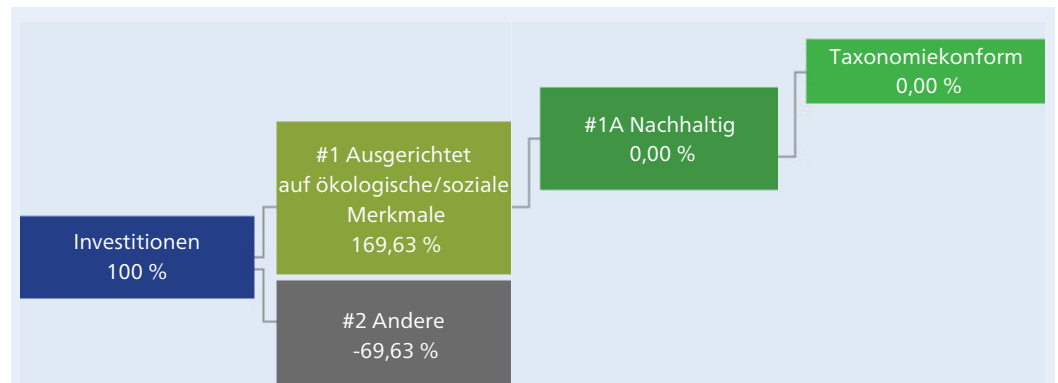 Investitionen
100 %
#1 Ausgerichtet
auf ökologische/soziale
Merkmale
169,63 %
#2 Andere
-69,63 %
#1A Nachhaltig
0,00 %
Taxonomiekonform
0,00 %